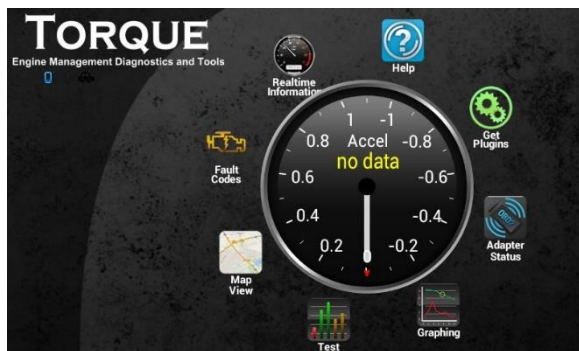 TORQUE
Engine Management Diagnostics and Tools
Realtime
Information
Help
Get
Plugins
Fault
Codes
1 -1
0.8 Accel -0.8
no data
0.6 -0.6
0.4 -0.4
0.2 -0.2
OBD2
Adapter
Status
Map
View
Test
Graphing